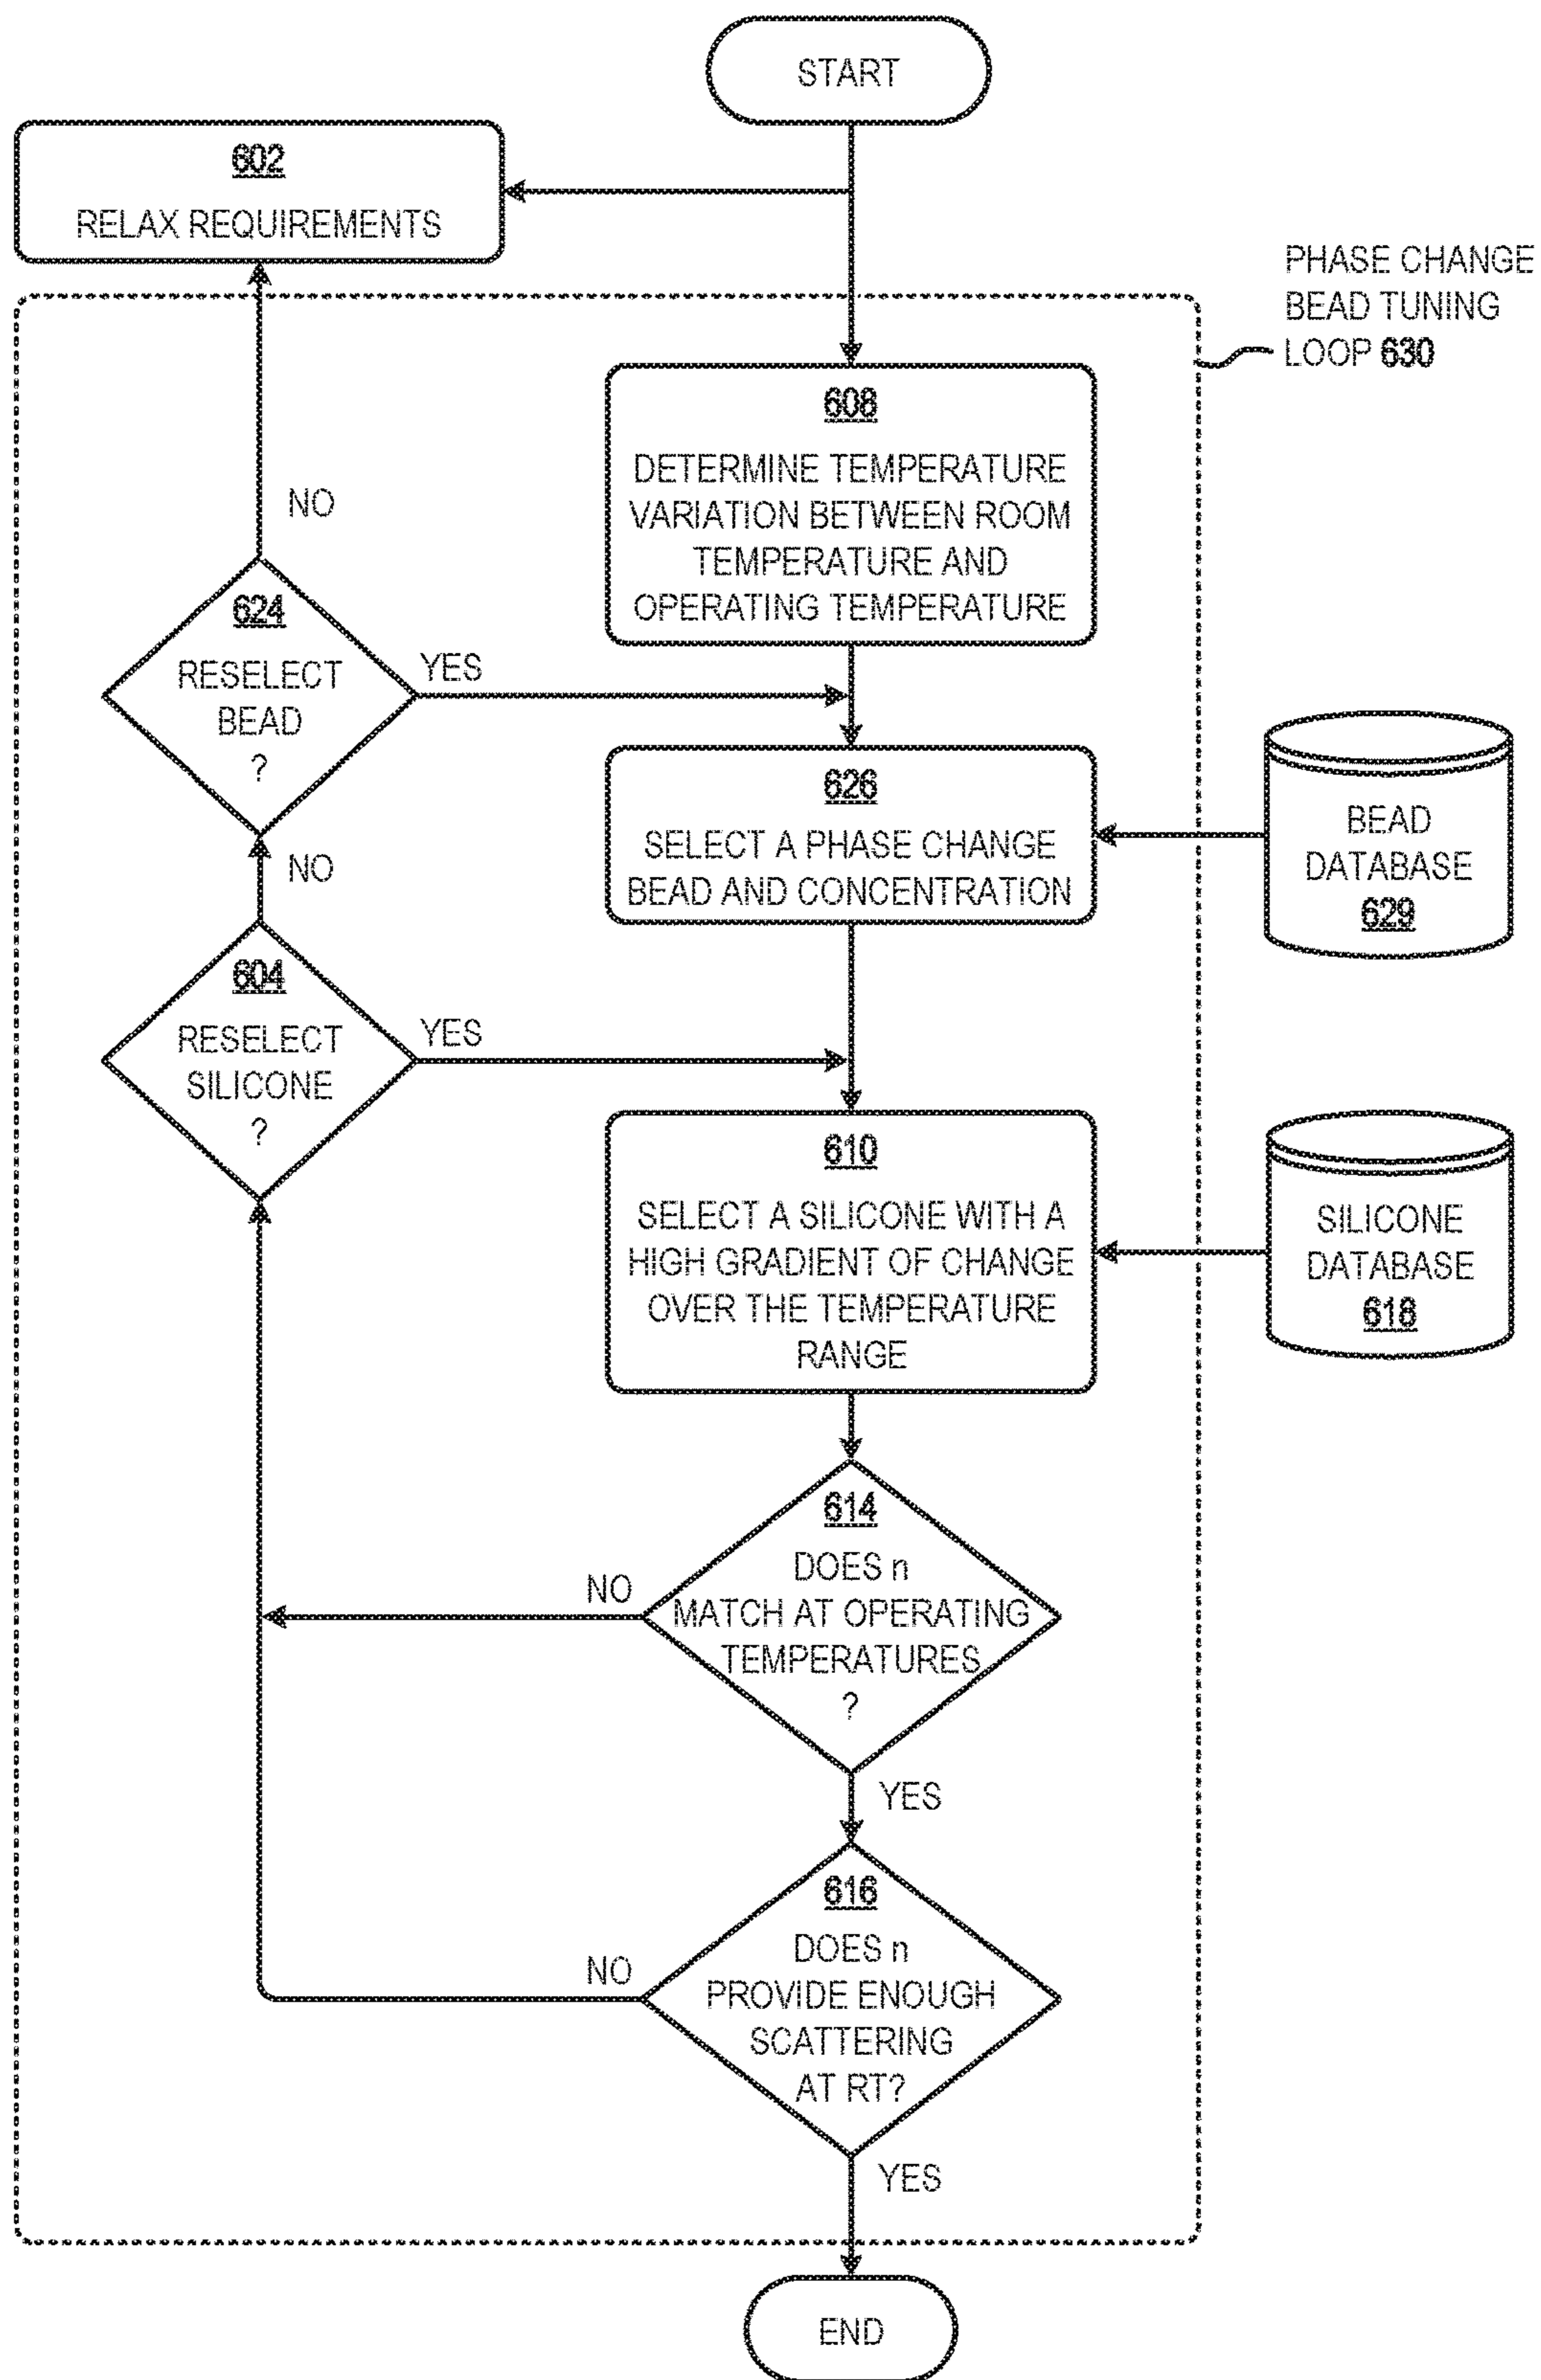 START
602
RELAX REQUIREMENTS
PHASE CHANGE
BEAD TUNING
LOOP 630
608
DETERMINE TEMPERATURE
VARIATION BETWEEN ROOM
TEMPERATURE AND
OPERATING TEMPERATURE
NO
624
RESELECT
BEAD
?
YES
626
SELECT A PHASE CHANGE
BEAD AND CONCENTRATION
BEAD
DATABASE
629
NO
604
RESELECT
SILICONE
?
YES
610
SELECT A SILICONE WITH A
HIGH GRADIENT OF CHANGE
OVER THE TEMPERATURE
RANGE
SILICONE
DATABASE
618
614
DOES n
MATCH AT OPERATING
TEMPERATURES
?
NO
YES
616
DOES n
PROVIDE ENOUGH
SCATTERING
AT RT?
NO
YES
END